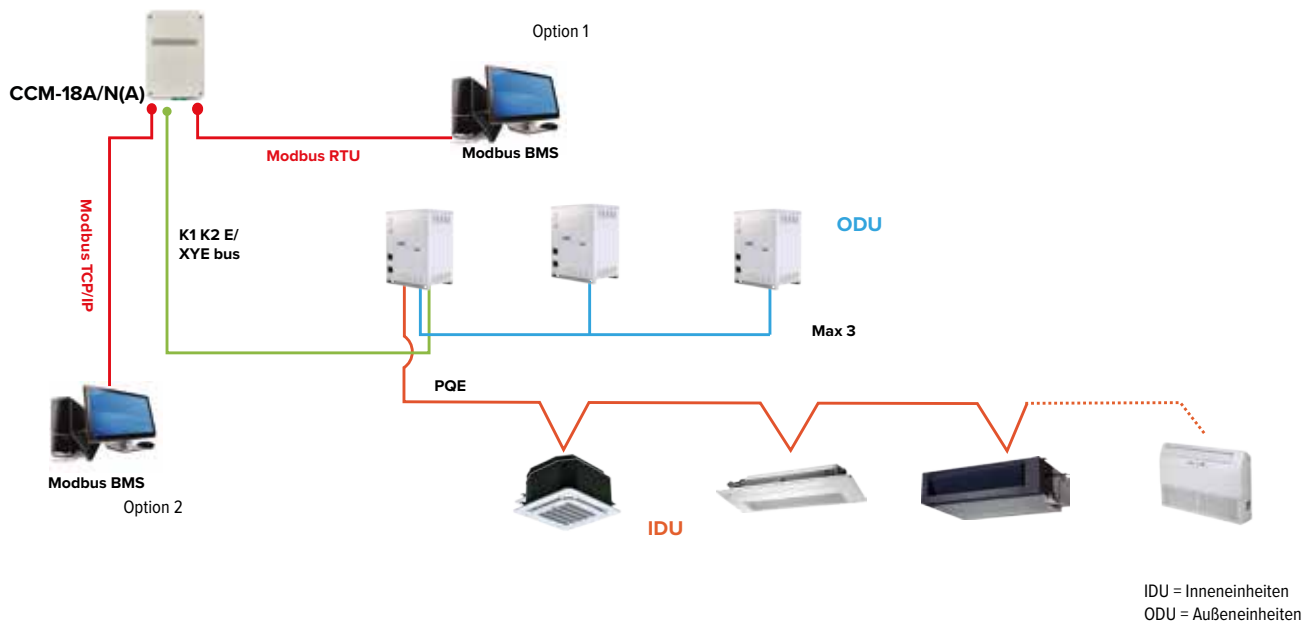 Option 1
CCM-18A/N(A)
Modbus RTU
Modbus BMS
Modbus TCP/IP
K1 K2 E/
XYE bus
ODU
Max 3
PQE
Modbus BMS
Option 2
IDU
IDU = Inneneinheiten
ODU = Außeneinheiten